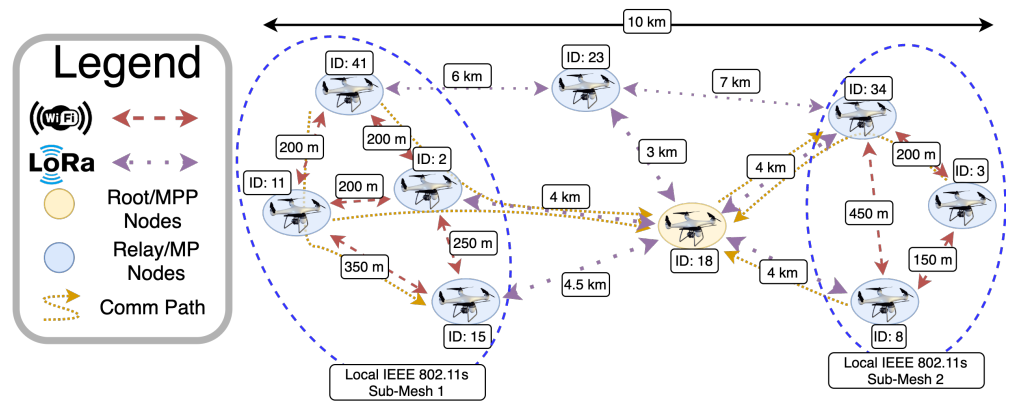 Legend
WiFi
LoRa
Root/MPP
Nodes
Relay/MP
Nodes
Comm Path
10 km
ID: 41
6 km
ID: 23
7 km
ID: 34
200 m
200 m
ID: 2
3 km
4 km
200 m
ID: 3
ID: 11
200 m
4 km
450 m
250 m
350 m
4.5 km
ID: 18
4 km
150 m
ID: 15
ID: 8
Local IEEE 802.11s
Sub-Mesh 1
Local IEEE 802.11s
Sub-Mesh 2